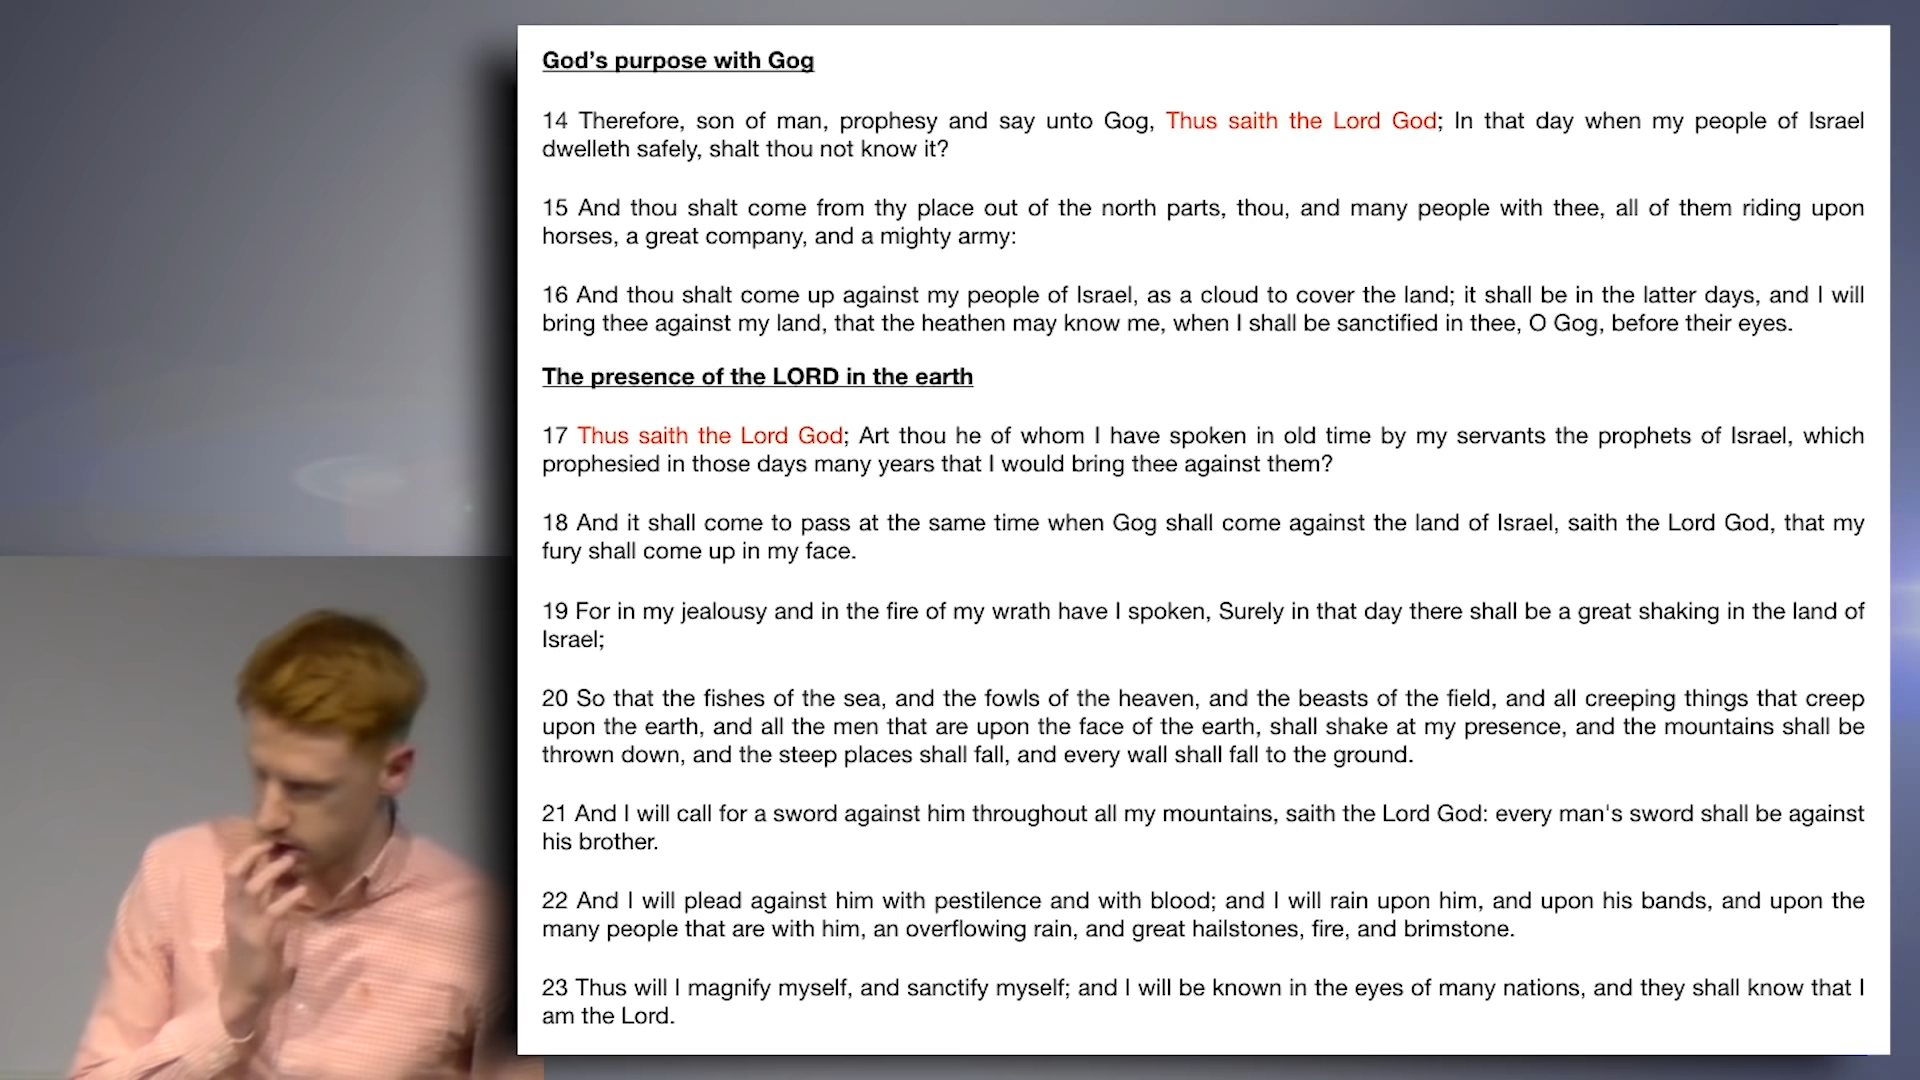 God’s purpose with Gog
14 Therefore, son of man, prophesy and say unto Gog, Thus saith the Lord God; In that day when my people of Israel
dwelleth safely, shalt thou not know it?
15 And thou shalt come from thy place out of the north parts, thou, and many people with thee, all of them riding upon
horses, a great company, and a mighty army:
16 And thou shalt come up against my people of Israel, as a cloud to cover the land; it shall be in the latter days, and I will
bring thee against my land, that the heathen may know me, when I shall be sanctified in thee, O Gog, before their eyes.
The presence of the LORD in the earth
17 Thus saith the Lord God; Art thou he of whom I have spoken in old time by my servants the prophets of Israel, which
prophesied in those days many years that I would bring thee against them?
18 And it shall come to pass at the same time when Gog shall come against the land of Israel, saith the Lord God, that my
fury shall come up in my face.
19 For in my jealousy and in the fire of my wrath have I spoken, Surely in that day there shall be a great shaking in the land of
Israel;
20 So that the fishes of the sea, and the fowls of the heaven, and the beasts of the field, and all creeping things that creep
upon the earth, and all the men that are upon the face of the earth, shall shake at my presence, and the mountains shall be
thrown down, and the steep places shall fall, and every wall shall fall to the ground.
21 And I will call for a sword against him throughout all my mountains, saith the Lord God: every man's sword shall be against
his brother.
22 And I will plead against him with pestilence and with blood; and I will rain upon him, and upon his bands, and upon the
many people that are with him, an overflowing rain, and great hailstones, fire, and brimstone.
23 Thus will I magnify myself, and sanctify myself; and I will be known in the eyes of many nations, and they shall know that I
am the Lord.